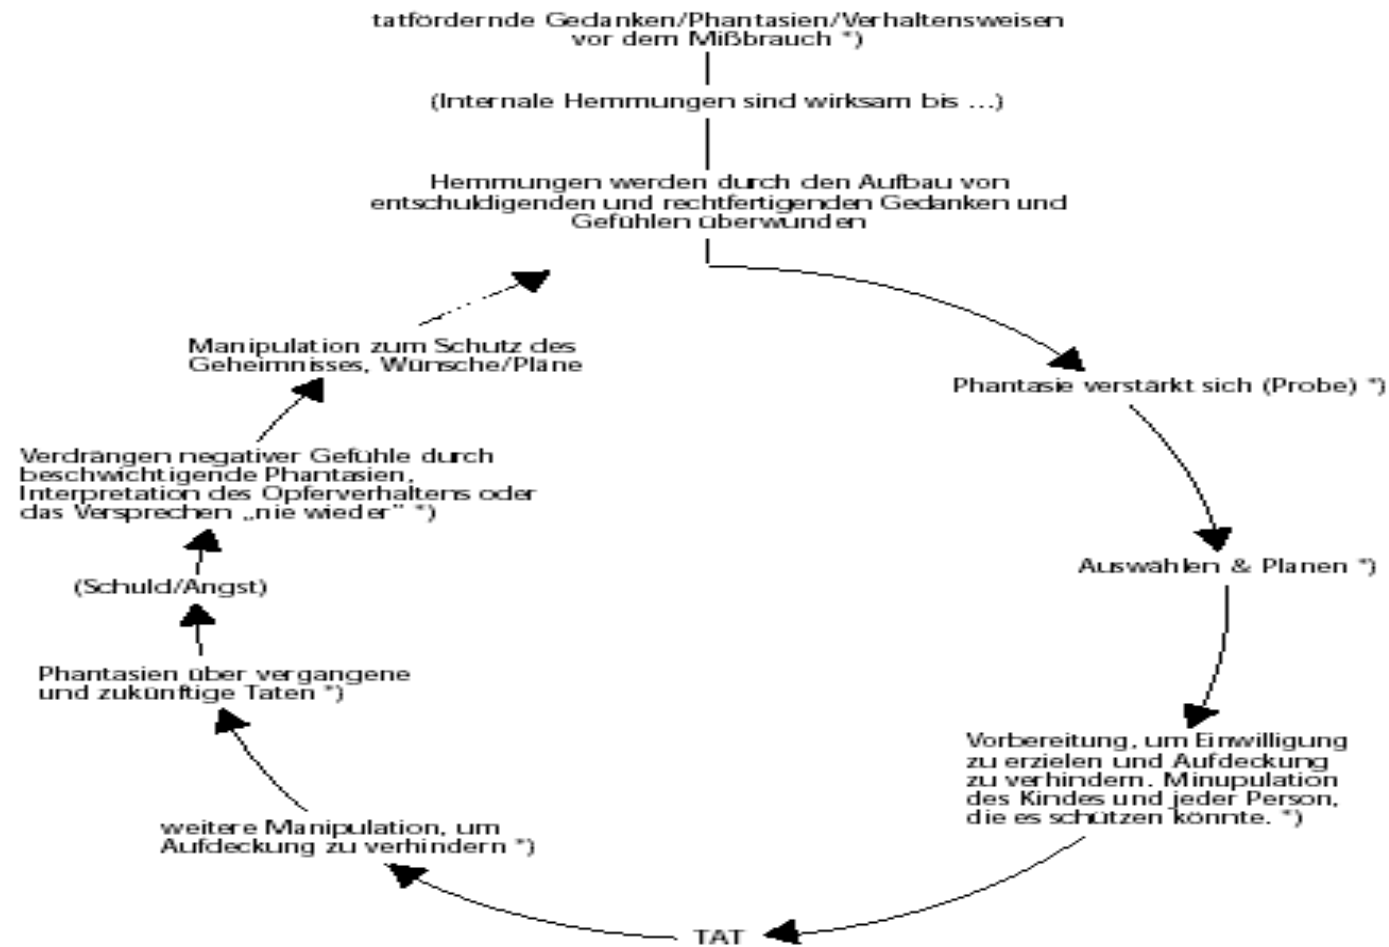 tatfördernde Gedanken/Phantasien/Verhaltensweisen
vor dem Mißbrauch *)
(Internale Hemmungen sind wirksam bis ...)
Hemmungen werden durch den Aufbau von
entschuldigenden und rechtfertigenden Gedanken und
Gefühlen überwunden
Phantasie verstärkt sich (Probe) *)
Auswählen & Planen *)
Vorbereitung, um Einwilligung
zu erzielen und Aufdeckung
zu verhindern. Minupulation
des Kindes und jeder Person,
die es schützen könnte. *)
TAT
weitere Manipulation, um
Aufdeckung zu verhindern *)
Phantasien über vergangene
und zukünftige Taten *)
(Schuld/Angst)
Verdrängen negativer Gefühle durch
beschwichtigende Phantasien,
Interpretation des Opferverhaltens oder
das Versprechen „nie wieder" *)
Manipulation zum Schutz des
Geheimnisses, Wünsche/Pläne